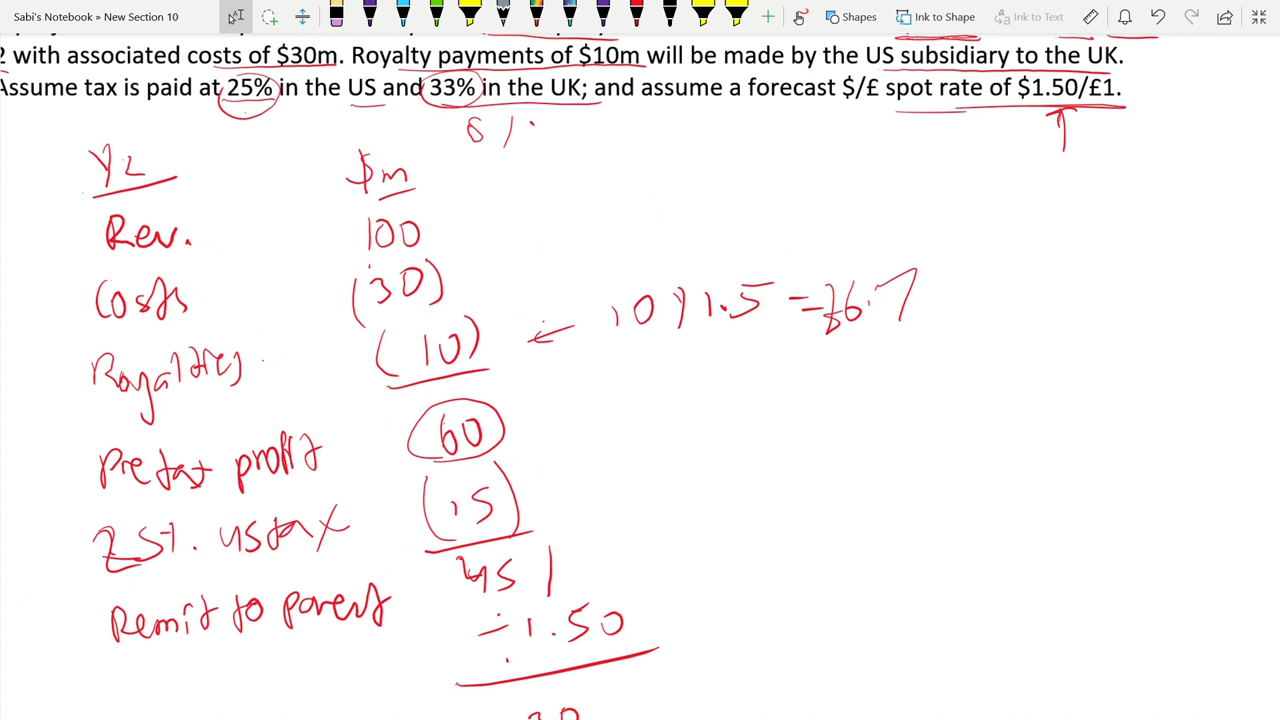 Sabi's Notebook » New Section 10
Shapes
Ink to Shape
Ink to Text
2 with associated costs of $30m. Royalty payments of $10m will be made by the US subsidiary to the UK.
Assume tax is paid at 25% in the US and 33% in the UK; and assume a forecast $/£ spot rate of $1.50/£1.
8%
Y2 $m
Rev. 100
Costs (30)
Royalties (10) ← 10/1.5 = £6.7
Pre tax profit 60
25%. US tax (15)
Remit to parent 45
÷1.50
30